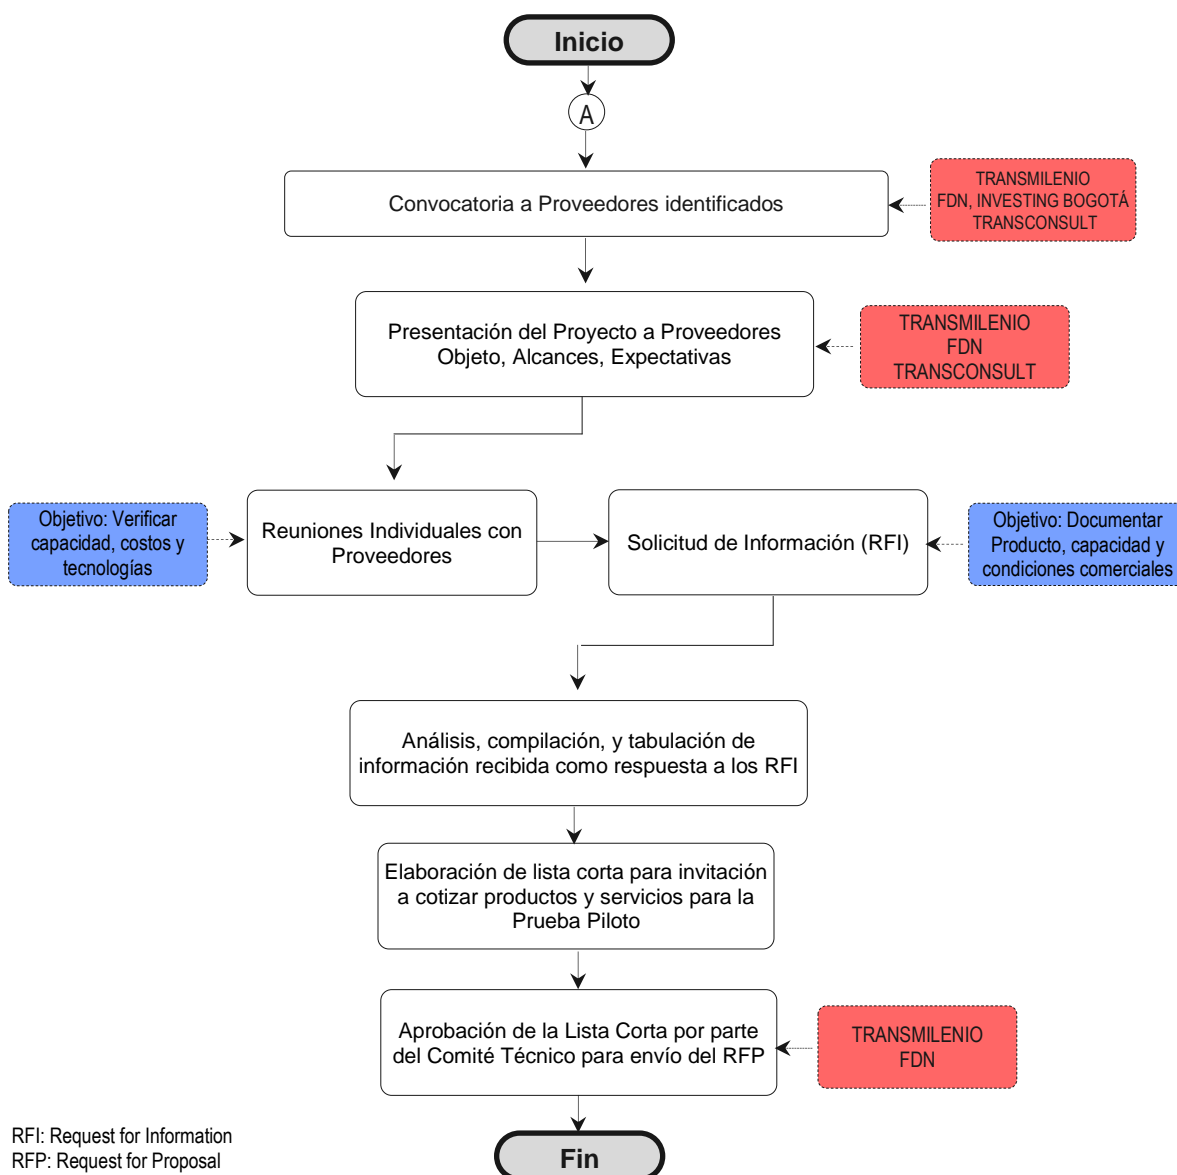 Inicio
A
Convocatoria a Proveedores identificados
TRANSMILENIO
FDN, INVESTING BOGOTÁ
TRANSCONSULT
Presentación del Proyecto a Proveedores
Objeto, Alcances, Expectativas
TRANSMILENIO
FDN
TRANSCONSULT
Objetivo: Verificar
capacidad, costos y
tecnologías
Reuniones Individuales con
Proveedores
Solicitud de Información (RFI)
Objetivo: Documentar
Producto, capacidad y
condiciones comerciales
Análisis, compilación, y tabulación de
información recibida como respuesta a los RFI
Elaboración de lista corta para invitación
a cotizar productos y servicios para la
Prueba Piloto
Aprobación de la Lista Corta por parte
del Comité Técnico para envío del RFP
TRANSMILENIO
FDN
RFI: Request for Information
RFP: Request for Proposal
Fin